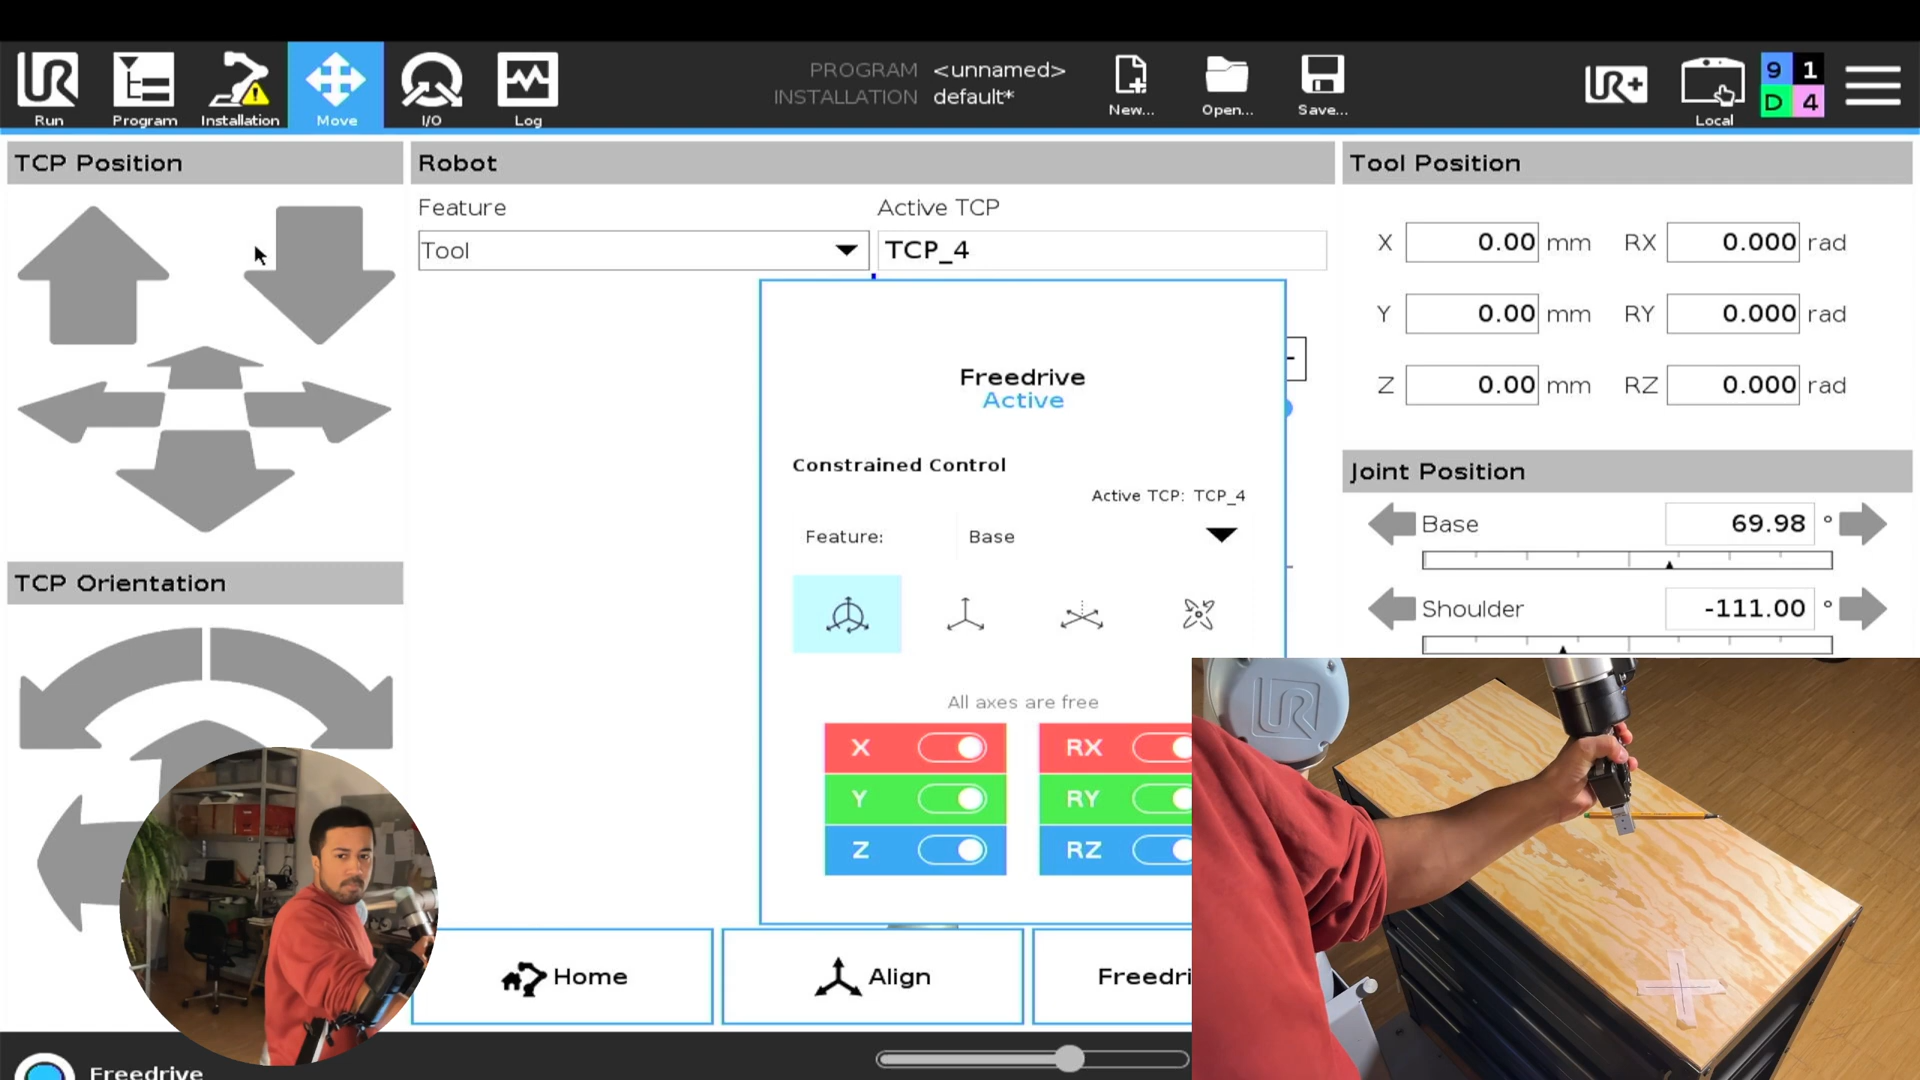 UR
Run
Program
Installation
Move
I/O
Log
PROGRAM <unnamed>
INSTALLATION default*
New...
Open...
Save...
UR+
Local
9 1
D 4
TCP Position
Robot
Tool Position
Feature
Active TCP
Tool
TCP_4
X 0.00 mm RX 0.000 rad
Y 0.00 mm RY 0.000 rad
Z 0.00 mm RZ 0.000 rad
Freedrive
Active
Constrained Control
Active TCP: TCP_4
Feature: Base
All axes are free
X RX
Y RY
Z RZ
Joint Position
Base 69.98 °
Shoulder -111.00 °
TCP Orientation
Home
Align
Freedri
Freedrive
UR